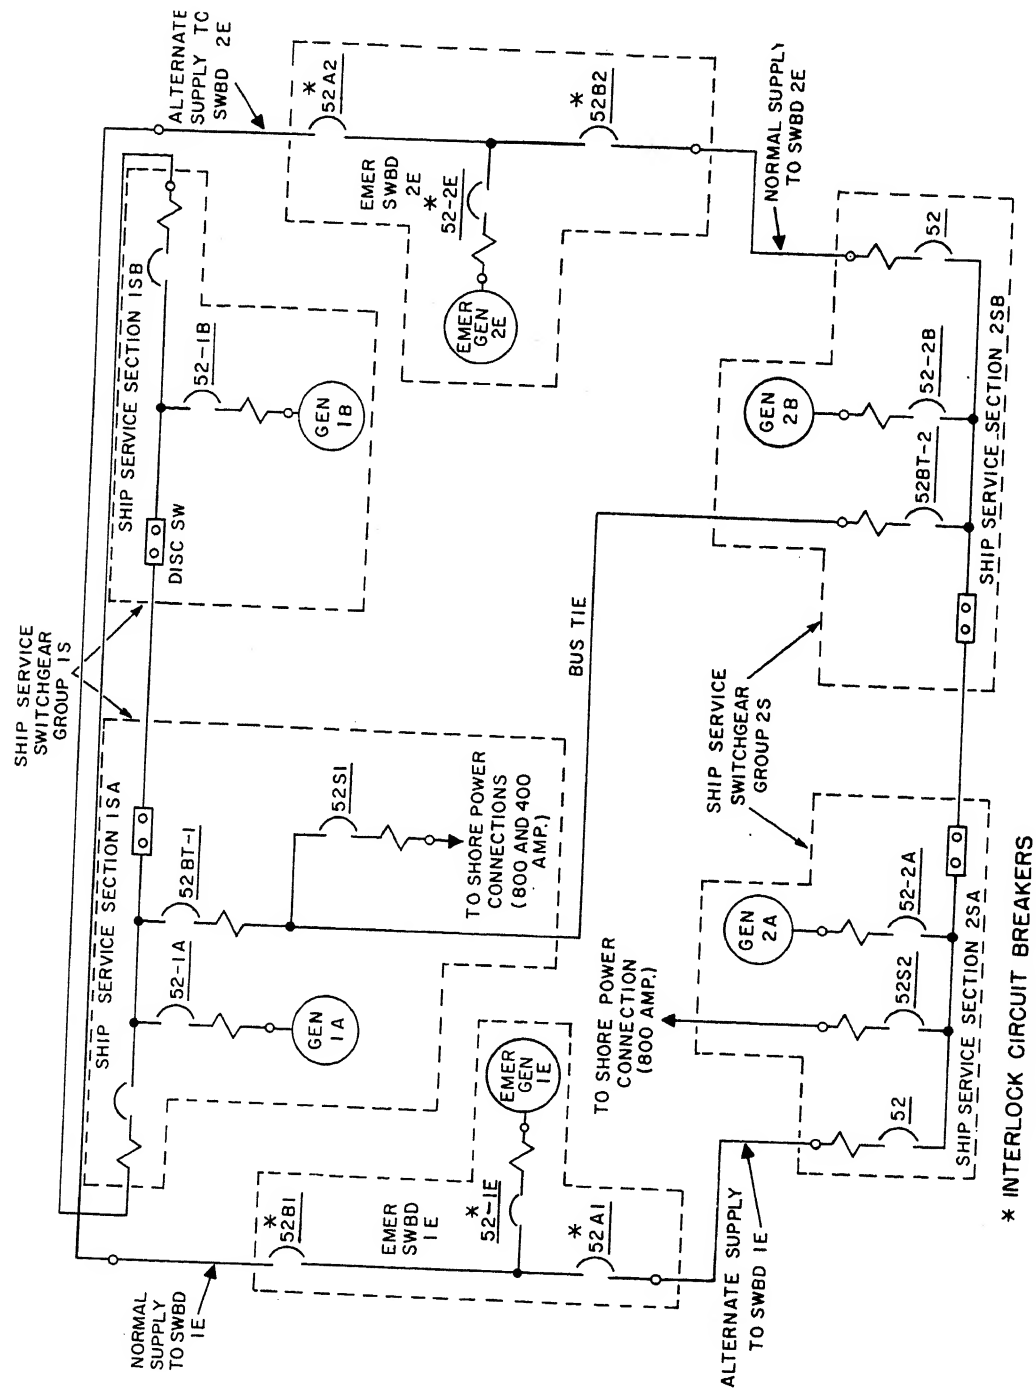 ALTERNATE
SUPPLY TO
SWBD 2E
*
52A2
*
52B2
EMER
SWBD
2E
*
52-2E
EMER
GEN
2E
NORMAL SUPPLY
TO SWBD 2E
SHIP SERVICE SECTION 1SB
52-1B
GEN
1B
DISC SW
52
52-2B
GEN
2B
52BT-2
SHIP SERVICE SECTION 2SB
SHIP SERVICE
SWITCHGEAR
GROUP 1S
BUS TIE
SHIP SERVICE
SWITCHGEAR
GROUP 2S
SHIP SERVICE SECTION 1SA
52BT-1
52S1
TO SHORE POWER
CONNECTIONS
(800 AND 400
AMP.)
52-1A
GEN
1A
GEN
2A
52-2A
52S2
TO SHORE POWER
CONNECTION
(800 AMP.)
52
SHIP SERVICE SECTION 2SA
EMER
GEN
1E
*
52B1
EMER
SWBD
1E
*
52-1E
*
52A1
NORMAL
SUPPLY
TO SWBD
1E
ALTERNATE SUPPLY
TO SWBD 1E
* INTERLOCK CIRCUIT BREAKERS